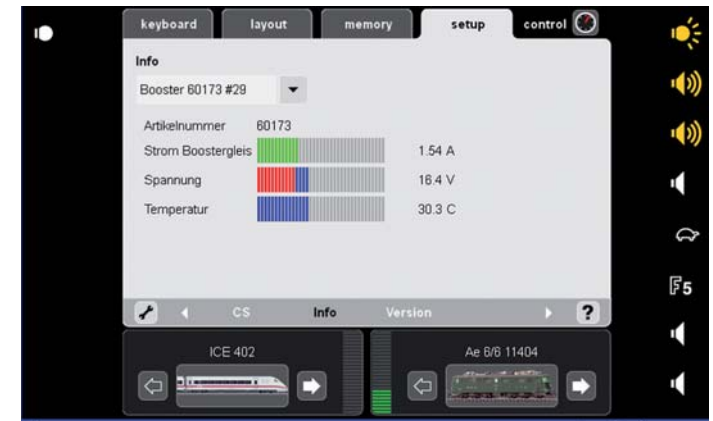 keyboard layout memory setup control
Info
Booster 60173 #29
Artikelnummer 60173
Strom Boostergleis 1.54 A
Spannung 16.4 V
Temperatur 30.3 C
F5
CS Info Version ?
ICE 402 Ae 6/6 11404